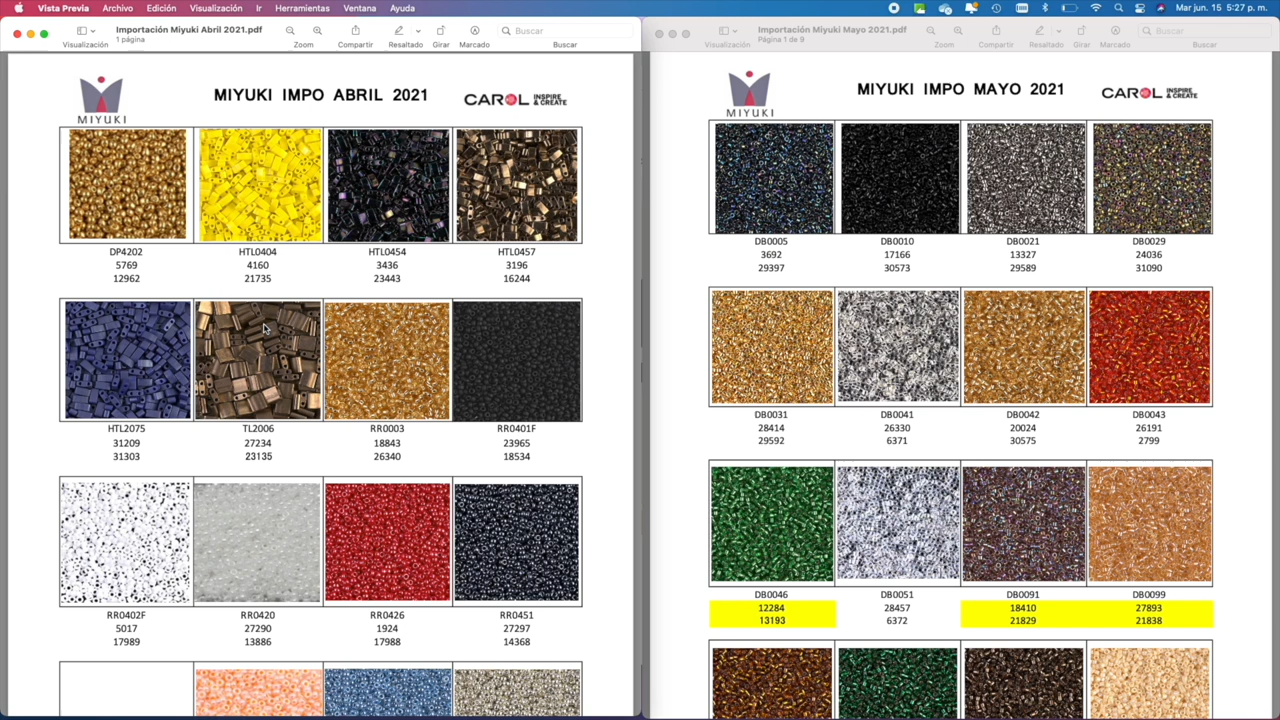 Vista Previa Archivo Edición Visualización Ir Herramientas Ventana Ayuda
Mar jun. 15 5:27 p. m.
Importación Miyuki Abril 2021.pdf
1 página
Buscar
Visualización Zoom Compartir Resaltado Girar Marcado Buscar
MIYUKI
MIYUKI IMPO ABRIL 2021
CAROL INSPIRE & CREATE
DP4202 HTL0404 HTL0454 HTL0457
5769 4160 3436 3196
12962 21735 23443 16244
HTL2075 TL2006 RR0003 RR0401F
31209 27234 18843 23965
31303 23135 26340 18534
RR0402F RR0420 RR0426 RR0451
5017 27290 1924 27297
17989 13886 17988 14368
Importación Miyuki Mayo 2021.pdf
Página 1 de 9
Buscar
Visualización Zoom Compartir Resaltado Girar Marcado Buscar
MIYUKI
MIYUKI IMPO MAYO 2021
CAROL INSPIRE & CREATE
DB0005 DB0010 DB0021 DB0029
3692 17166 13327 24036
29397 30573 29589 31090
DB0031 DB0041 DB0042 DB0043
28414 26330 20024 26191
29592 6371 30575 2799
DB0046 DB0051 DB0091 DB0099
12284 28457 18410 27893
13193 6372 21829 21838